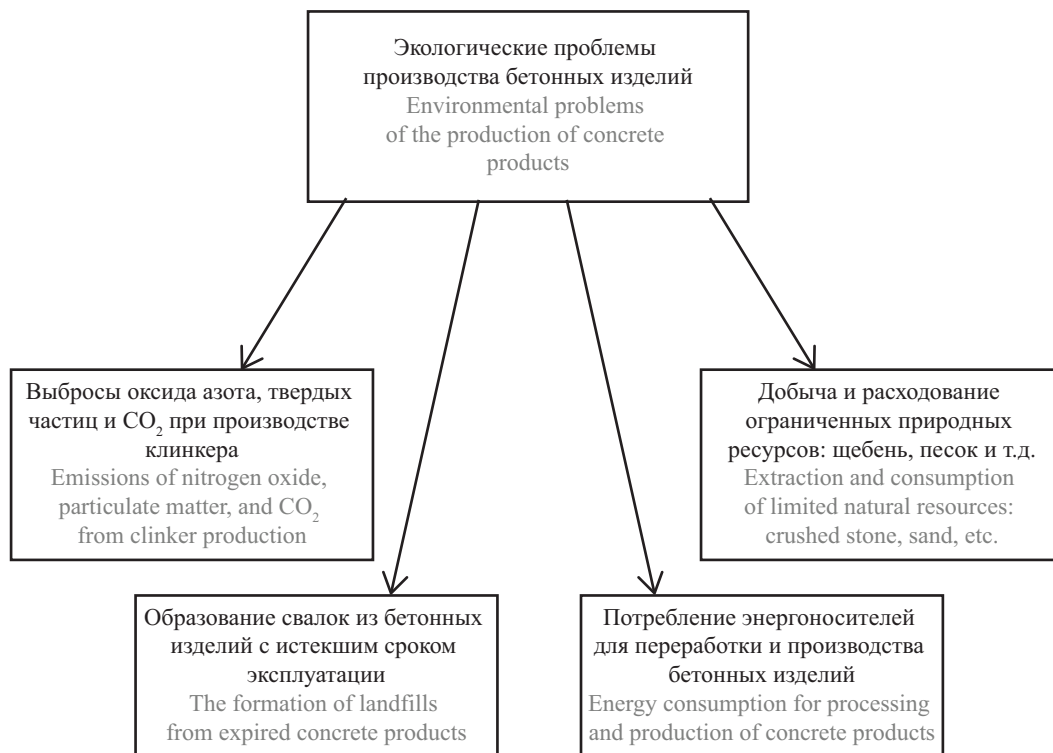 Экологические проблемы
производства бетонных изделий
Environmental problems
of the production of concrete
products
Выбросы оксида азота, твердых
частиц и CO₂ при производстве
клинкера
Emissions of nitrogen oxide,
particulate matter, and CO₂
from clinker production
Добыча и расходование
ограниченных природных
ресурсов: щебень, песок и т.д.
Extraction and consumption
of limited natural resources:
crushed stone, sand, etc.
Образование свалок из бетонных
изделий с истекшим сроком
эксплуатации
The formation of landfills
from expired concrete products
Потребление энергоносителей
для переработки и производства
бетонных изделий
Energy consumption for processing
and production of concrete products